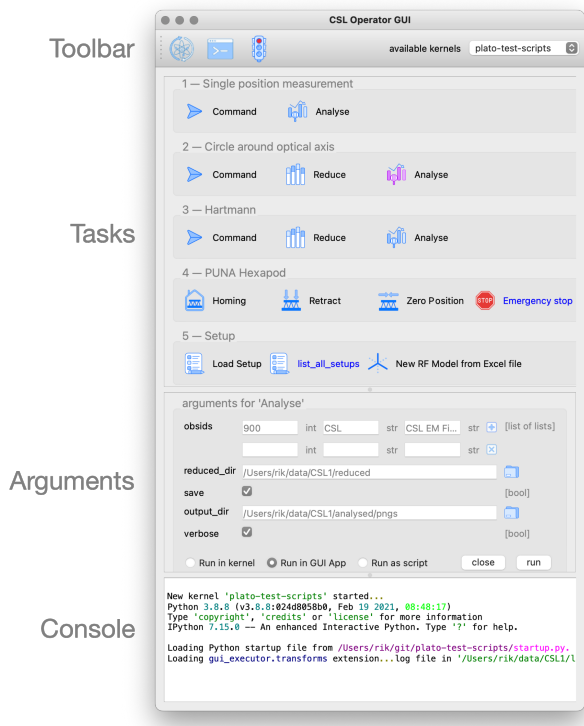 CSL Operator GUI
Toolbar
available kernels plato-test-scripts
1 — Single position measurement
Command Analyse
2 — Circle around optical axis
Command Reduce Analyse
Tasks
3 — Hartmann
Command Reduce Analyse
4 — PUNA Hexapod
Homing Retract Zero Position STOP Emergency stop
5 — Setup
Load Setup list_all_setups New RF Model from Excel file
arguments for 'Analyse'
obsids 900 int CSL str CSL EM Fi... str [list of lists]
int str str
reduced_dir /Users/rik/data/CSL1/reduced
Arguments
save [bool]
output_dir /Users/rik/data/CSL1/analysed/pngs
verbose [bool]
Run in kernel Run in GUI App Run as script close run
New kernel 'plato-test-scripts' started...
Python 3.8.8 (v3.8.8:024d8058b0, Feb 19 2021, 08:48:17)
Type 'copyright', 'credits' or 'license' for more information
IPython 7.15.0 -- An enhanced Interactive Python. Type '?' for help.
Console
Loading Python startup file from /Users/rik/git/plato-test-scripts/startup.py.
Loading gui_executor.transforms extension...log file in '/Users/rik/data/CSL1/l